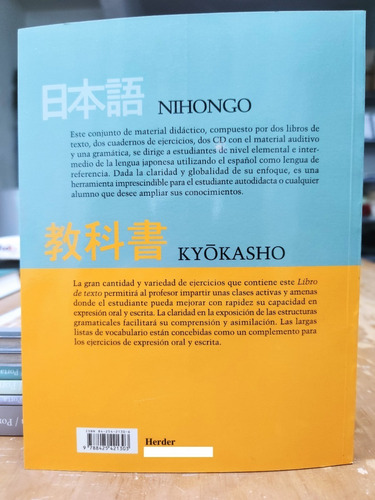 日本語 NIHONGO
Este conjunto de material didáctico, compuesto por dos libros de
texto, dos cuadernos de ejercicios, dos CD con el material auditivo
y una gramática, se dirige a estudiantes de nivel elemental e inter-
medio de la lengua japonesa utilizando el español como lengua de
referencia. Dada la claridad y globalidad de su enfoque, es una
herramienta imprescindible para el estudiante autodidacta o cualquier
alumno que desee ampliar sus conocimientos.
教科書 KYŌKASHO
La gran cantidad y variedad de ejercicios que contiene este Libro
de texto permitirá al profesor impartir unas clases activas y amenas
donde el estudiante pueda mejorar con rapidez su capacidad en
expresión oral y escrita. La claridad en la exposición de las estructuras
gramaticales facilitará su comprensión y asimilación. Las largas
listas de vocabulario están concebidas como un complemento para
los ejercicios de expresión oral y escrita.
9 788425 421303
Herder